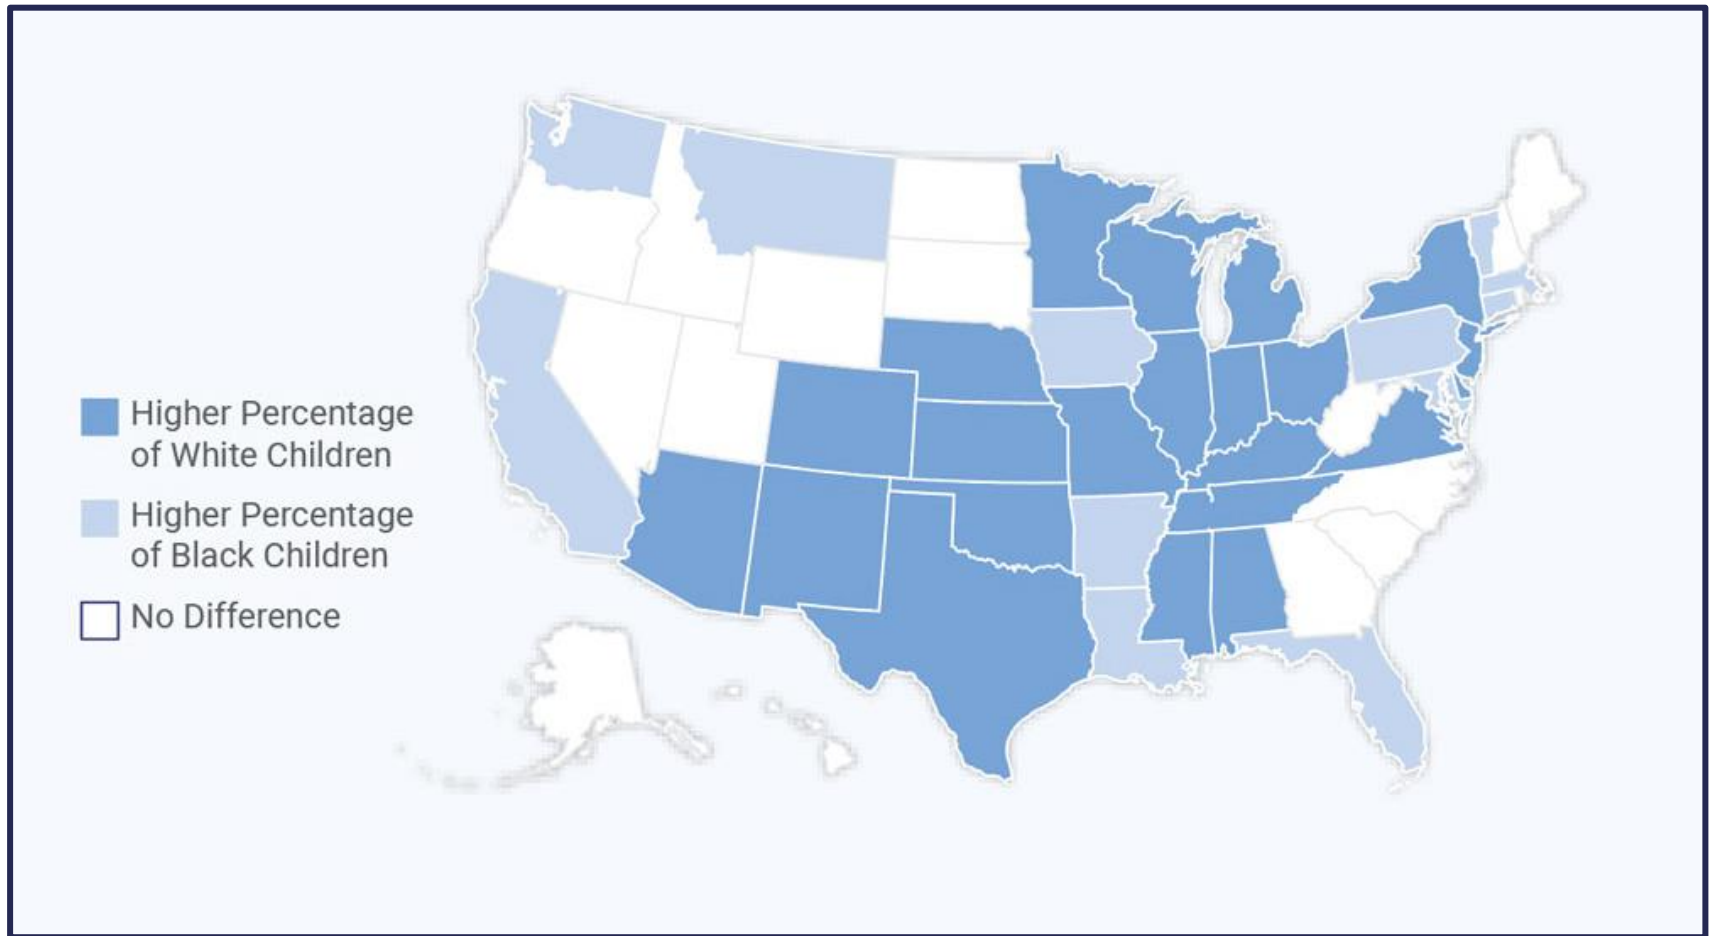 Higher Percentage
of White Children
Higher Percentage
of Black Children
No Difference